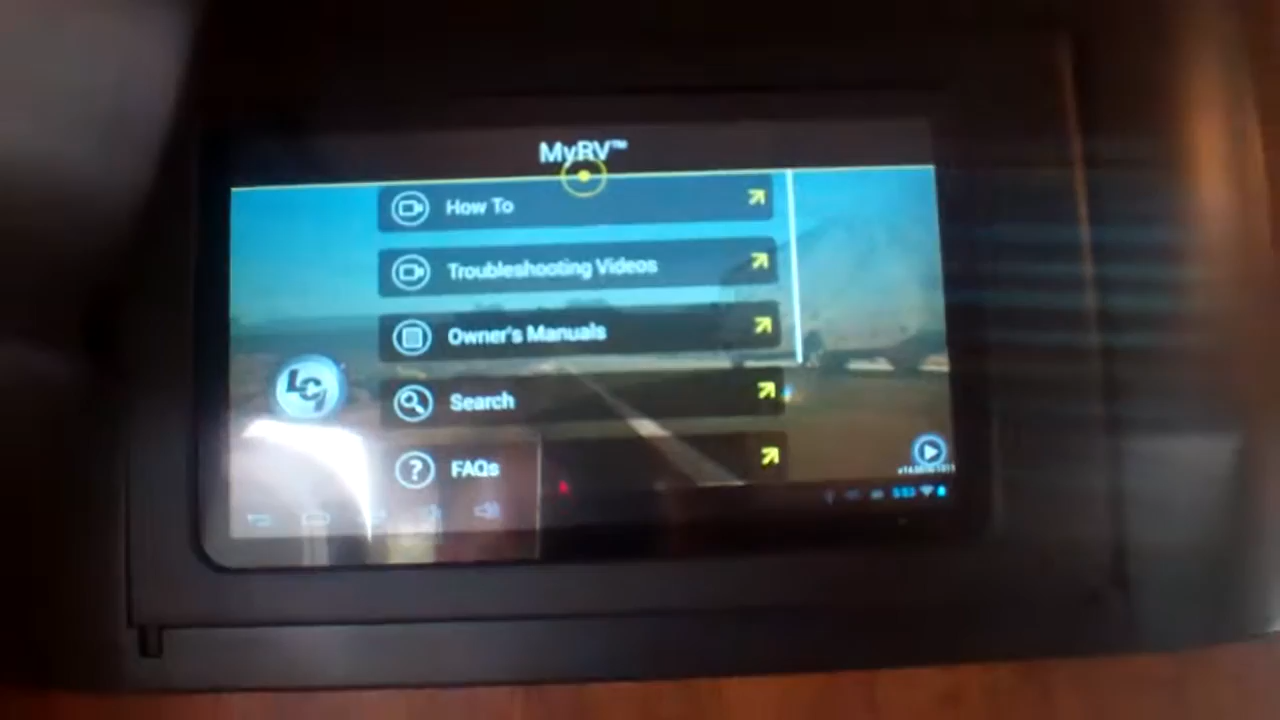 MyRV™
How To
Troubleshooting Videos
Owner's Manuals
Search
LCI
FAQs
?